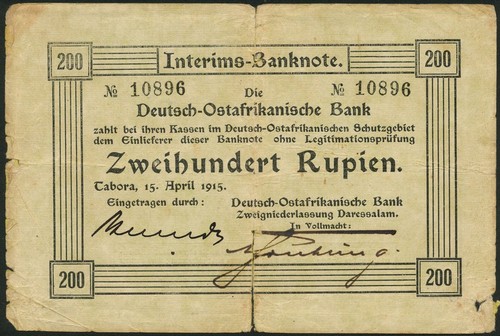 200 Interims-Banknote. 200
№ 10896 Die № 10896
Deutsch-Ostafrikanische Bank
zahlt bei ihren Kassen im Deutsch-Ostafrikanischen Schutzgebiet
dem Einlieferer dieser Banknote ohne Legitimationsprüfung
Zweihundert Rupien.
Tabora, 15. April 1915.
Eingetragen durch: Deutsch-Ostafrikanische Bank
Zweigniederlassung Daressalam.
In Vollmacht:
200 200